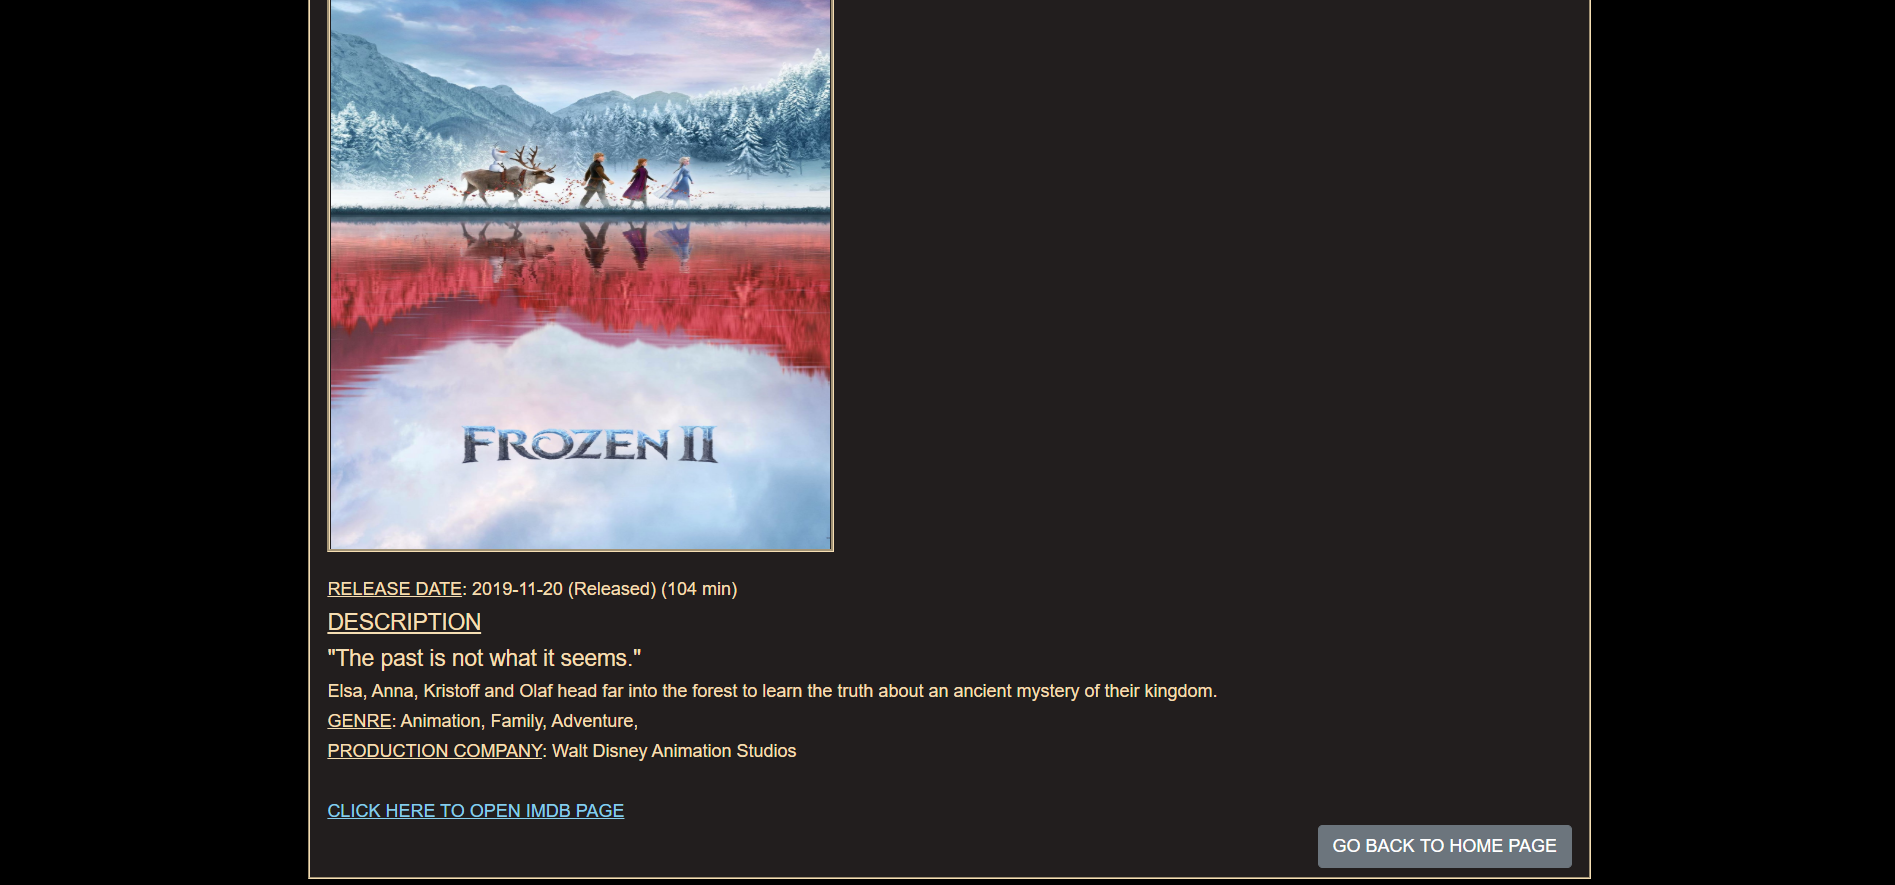 FROZEN II
RELEASE DATE: 2019-11-20 (Released) (104 min)
DESCRIPTION
"The past is not what it seems."
Elsa, Anna, Kristoff and Olaf head far into the forest to learn the truth about an ancient mystery of their kingdom.
GENRE: Animation, Family, Adventure,
PRODUCTION COMPANY: Walt Disney Animation Studios
CLICK HERE TO OPEN IMDB PAGE
GO BACK TO HOME PAGE